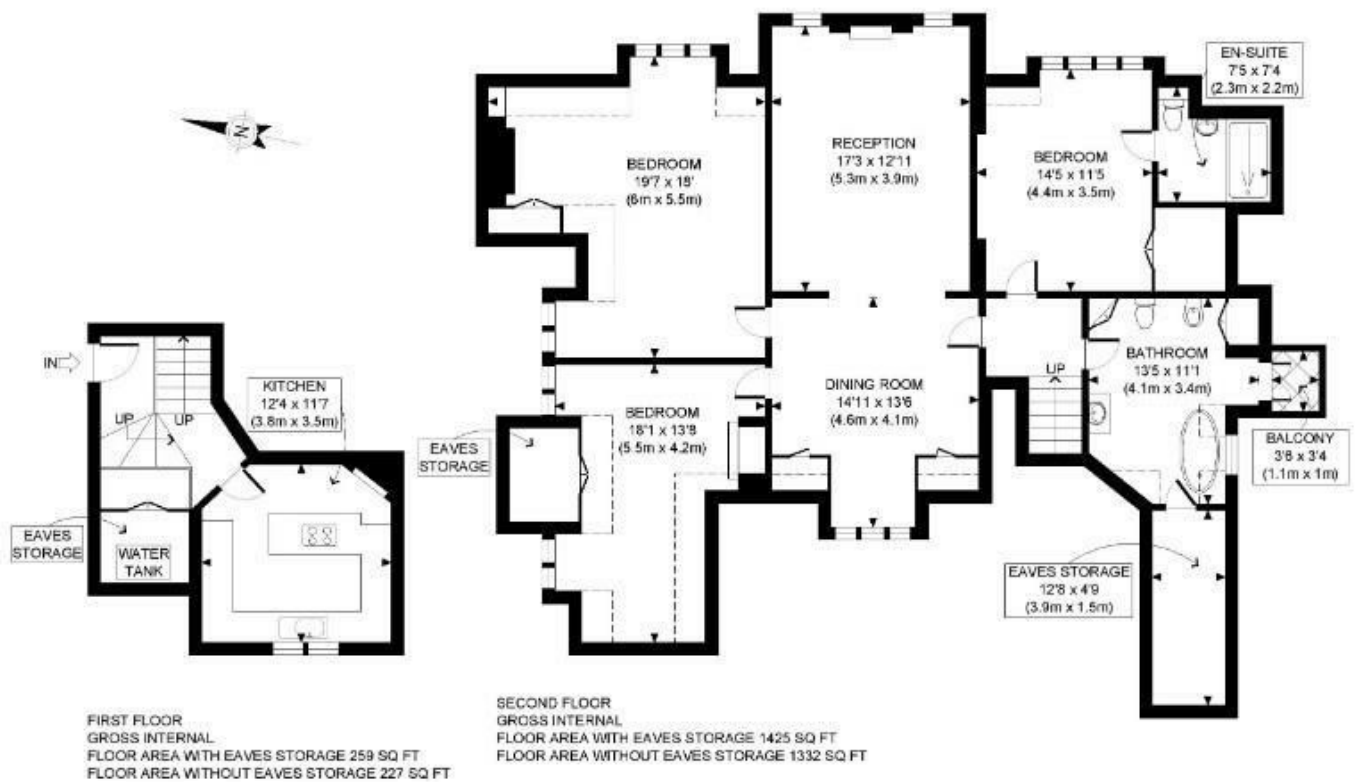 EN-SUITE
7'5 x 7'4
(2.3m x 2.2m)
N
BEDROOM
19'7 x 18'
(6m x 5.5m)
RECEPTION
17'3 x 12'11
(5.3m x 3.9m)
BEDROOM
14'5 x 11'5
(4.4m x 3.5m)
IN
UP
UP
KITCHEN
12'4 x 11'7
(3.8m x 3.5m)
EAVES
STORAGE
WATER
TANK
EAVES
STORAGE
BEDROOM
18'1 x 13'8
(5.5m x 4.2m)
DINING ROOM
14'11 x 13'6
(4.6m x 4.1m)
UP
BATHROOM
13'5 x 11'1
(4.1m x 3.4m)
BALCONY
3'6 x 3'4
(1.1m x 1m)
EAVES STORAGE
12'8 x 4'9
(3.9m x 1.5m)
FIRST FLOOR
GROSS INTERNAL
FLOOR AREA WITH EAVES STORAGE 259 SQ FT
FLOOR AREA WITHOUT EAVES STORAGE 227 SQ FT
SECOND FLOOR
GROSS INTERNAL
FLOOR AREA WITH EAVES STORAGE 1425 SQ FT
FLOOR AREA WITHOUT EAVES STORAGE 1332 SQ FT